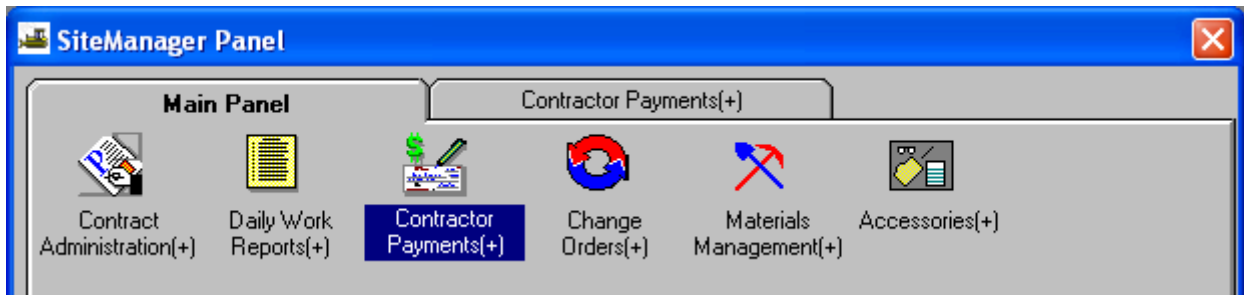 SiteManager Panel
Main Panel
Contractor Payments(+)
Contract
Administration(+)
Daily Work
Reports(+)
Contractor
Payments(+)
Change
Orders(+)
Materials
Management(+)
Accessories(+)